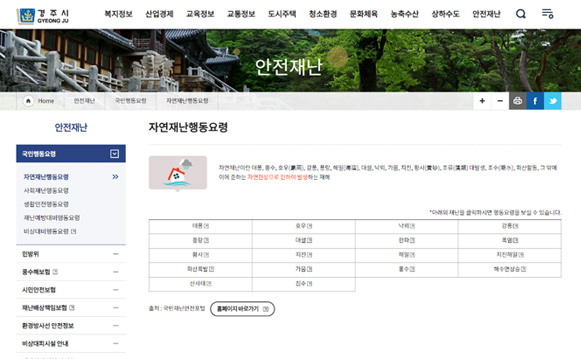 경주시
GYEONG JU
복지정보 산업경제 교육정보 교통정보 도시주택 청소환경 문화체육 농축수산 상하수도 안전재난
안전재난
Home 안전재난 국민행동요령 자연재난행동요령
안전재난
국민행동요령
자연재난행동요령
사회재난행동요령
생활안전행동요령
재난예방대비행동요령
비상대비행동요령
민방위
풍수해보험
시민안전보험
재난배상책임보험
환경방사선 안전정보
비상대피시설 안내
자연재난행동요령
자연재난이란 태풍, 홍수, 호우(豪雨), 강풍, 풍랑, 해일(海溢), 대설, 낙뢰, 가뭄, 지진, 황사(黃砂), 조류(藻類) 대발생, 조수(潮水), 화산활동, 그 밖에
이에 준하는 자연현상으로 인하여 발생하는 재해
*아래의 재난을 클릭하시면 행동요령을 보실 수 있습니다.
태풍 호우 낙뢰 강풍
풍랑 대설 한파 폭염
황사 지진 해일 지진해일
화산폭발 가뭄 홍수 해수면상승
산사태 침수
출처 : 국민재난안전포털 홈페이지 바로가기